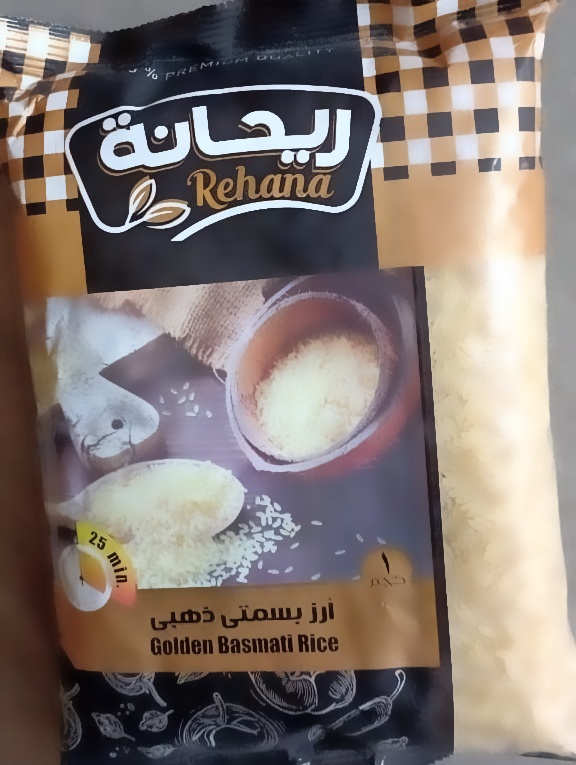 % PREMIUM QUALITY
ريحانة
Rehana
25 min.
١
كجم
أرز بسمتي ذهبي
Golden Basmati Rice